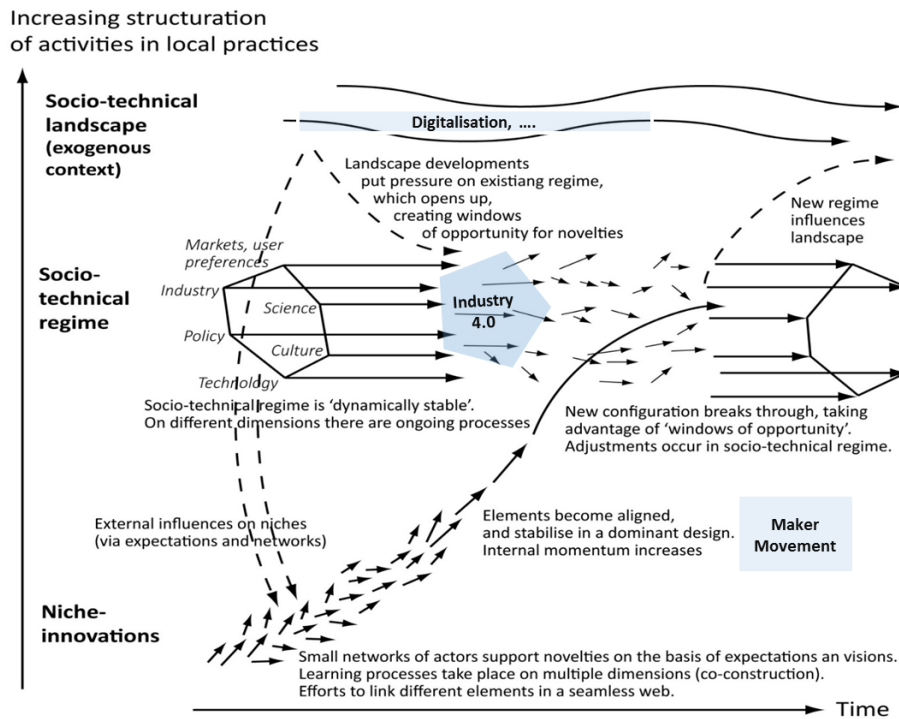 Increasing structuration
of activities in local practices
Socio-technical
landscape
(exogenous
context)
Digitalisation, ....
Landscape developments
put pressure on existiang regime,
which opens up,
creating windows
of opportunity for novelties
New regime
influences
landscape
Markets, user
preferences
Socio-
technical
regime
Industry
Science
Policy
Culture
Technology
Industry
4.0
Socio-technical regime is ‘dynamically stable’.
On different dimensions there are ongoing processes
New configuration breaks through, taking
advantage of ‘windows of opportunity’.
Adjustments occur in socio-technical regime.
External influences on niches
(via expectations and networks)
Elements become aligned,
and stabilise in a dominant design.
Internal momentum increases
Maker
Movement
Niche-
innovations
Small networks of actors support novelties on the basis of expectations an visions.
Learning processes take place on multiple dimensions (co-construction).
Efforts to link different elements in a seamless web.
Time